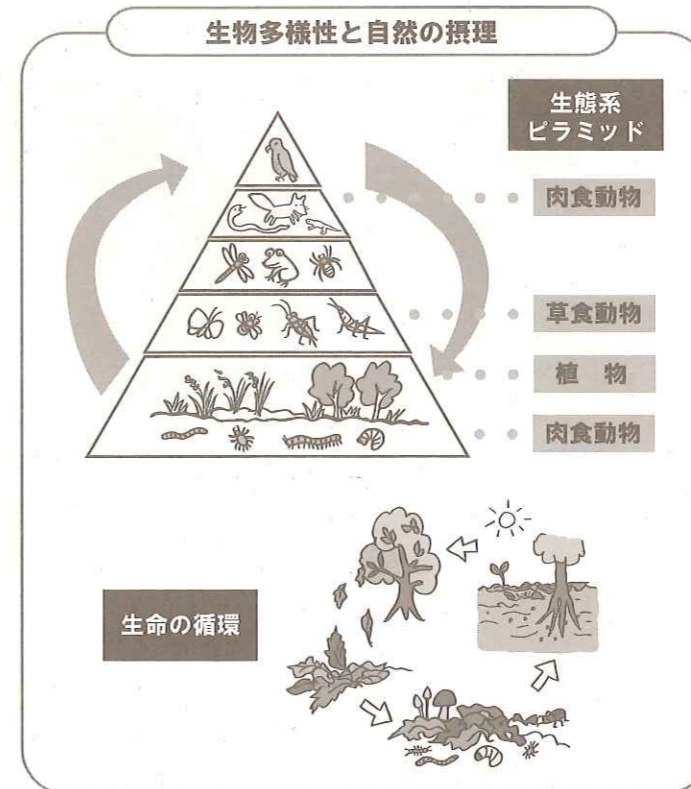 生物多様性と自然の摂理
生態系
ピラミッド
肉食動物
草食動物
植　物
肉食動物
生命の循環